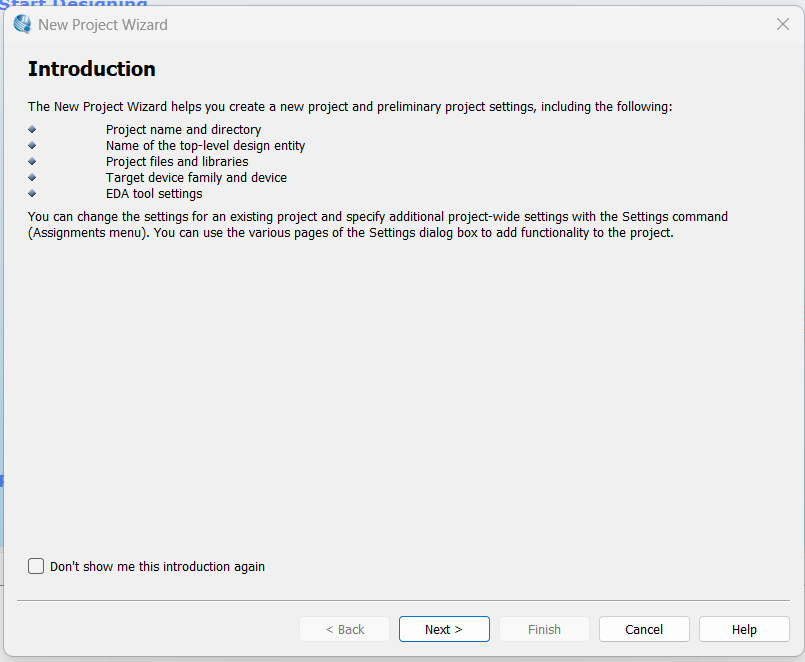 Start Designing
New Project Wizard
Introduction
The New Project Wizard helps you create a new project and preliminary project settings, including the following:
Project name and directory
Name of the top-level design entity
Project files and libraries
Target device family and device
EDA tool settings
You can change the settings for an existing project and specify additional project-wide settings with the Settings command
(Assignments menu). You can use the various pages of the Settings dialog box to add functionality to the project.
Don't show me this introduction again
< Back Next > Finish Cancel Help